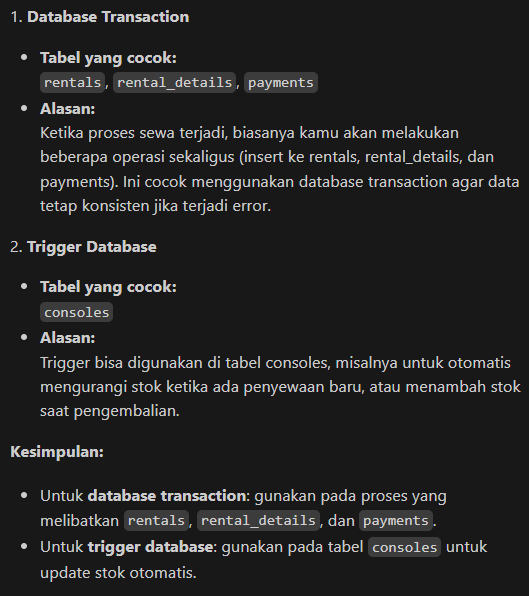 1. Database Transaction
• Tabel yang cocok:
rentals, rental_details, payments
• Alasan:
Ketika proses sewa terjadi, biasanya kamu akan melakukan
beberapa operasi sekaligus (insert ke rentals, rental_details, dan
payments). Ini cocok menggunakan database transaction agar data
tetap konsisten jika terjadi error.
2. Trigger Database
• Tabel yang cocok:
consoles
• Alasan:
Trigger bisa digunakan di tabel consoles, misalnya untuk otomatis
mengurangi stok ketika ada penyewaan baru, atau menambah stok
saat pengembalian.
Kesimpulan:
• Untuk database transaction: gunakan pada proses yang
melibatkan rentals, rental_details, dan payments.
• Untuk trigger database: gunakan pada tabel consoles untuk
update stok otomatis.